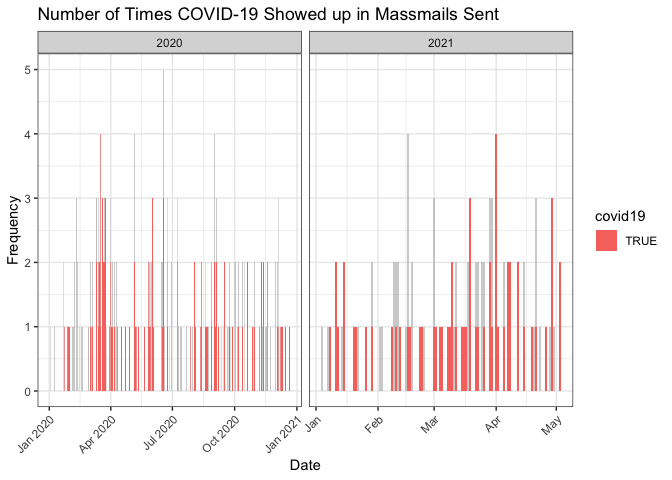 Number of Times COVID-19 Showed up in Massmails Sent
2020
2021
5
4
3
2
1
0
Frequency
covid19
TRUE
Jan 2020
Apr 2020
Jul 2020
Oct 2020
Jan 2021
Jan
Feb
Mar
Apr
May
Date